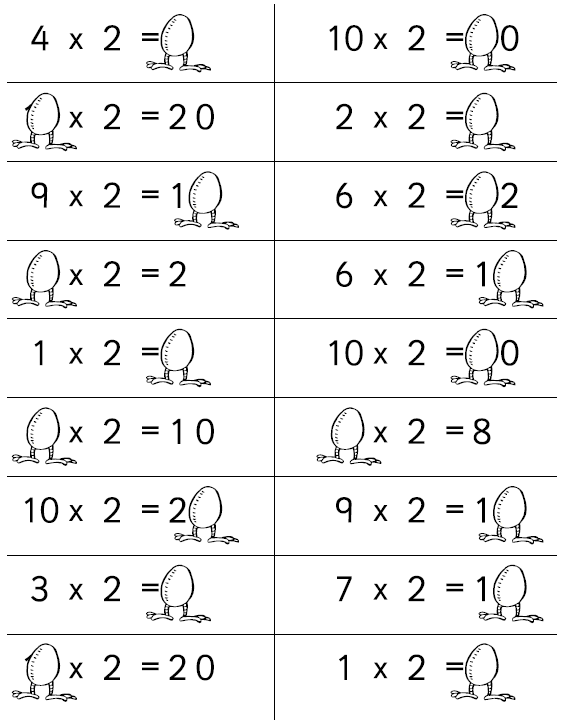 4 x 2 =
10 x 2 = 0
x 2 = 20
2 x 2 =
9 x 2 = 1
6 x 2 = 2
x 2 = 2
6 x 2 = 1
1 x 2 =
10 x 2 = 0
x 2 = 10
x 2 = 8
10 x 2 = 2
9 x 2 = 1
3 x 2 =
7 x 2 = 1
x 2 = 20
1 x 2 =